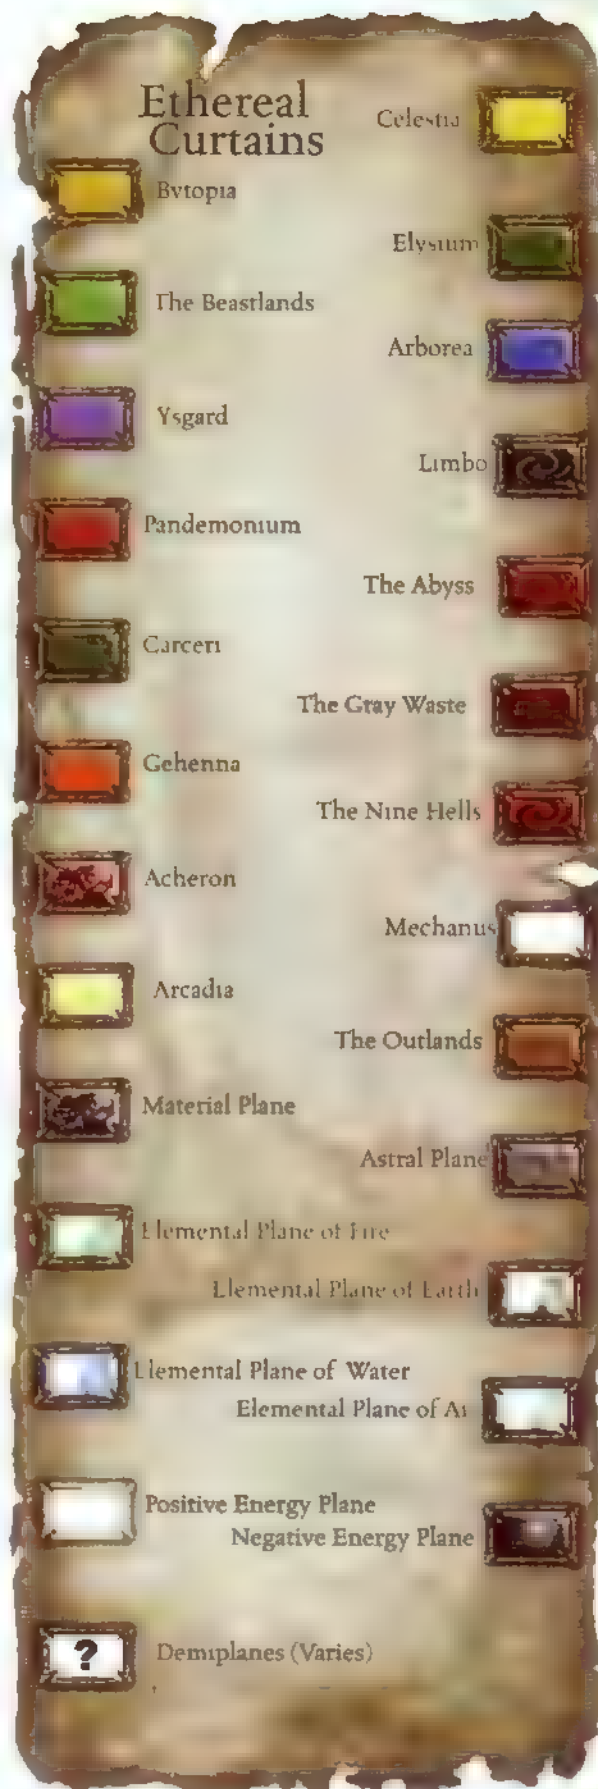 Ethereal
Curtains
Celestia
Bytopia
Elysium
The Beastlands
Arborea
Ysgard
Limbo
Pandemonium
The Abyss
Carceri
The Gray Waste
Gehenna
The Nine Hells
Acheron
Mechanus
Arcadia
The Outlands
Material Plane
Astral Plane
Elemental Plane of Fire
Elemental Plane of Earth
Elemental Plane of Water
Elemental Plane of Ai
Positive Energy Plane
Negative Energy Plane
?
Demiplanes (Varies)